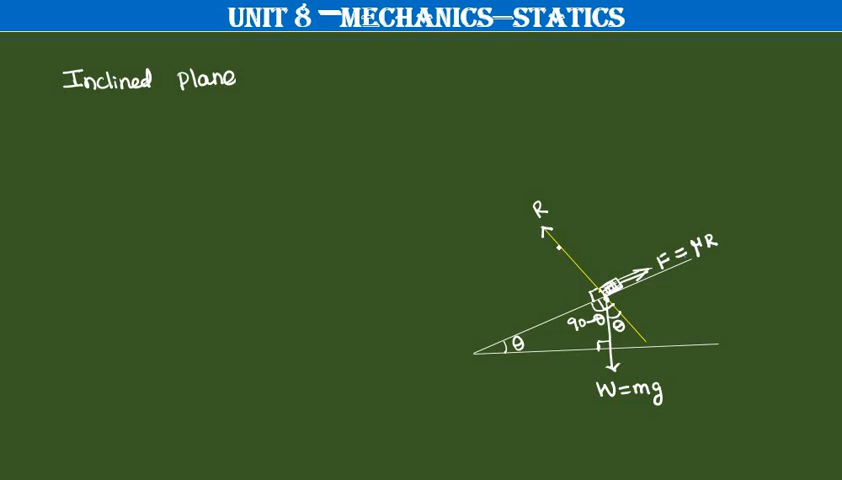 UNIT 8 – MECHANICS–STATICS
Inclined Plane
R
F = μR
90-θ
θ
θ
W=mg